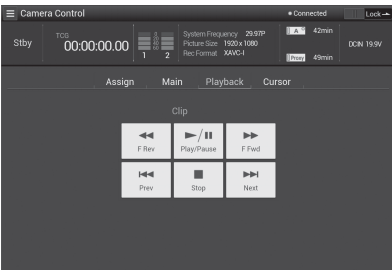 Camera Control
Connected
Lock
Stby
TCG
00:00:00.00
1 2
System Frequency 29.97P
Picture Size 1920 x 1080
Rec Format XAVC-I
A 42min
Proxy 49min
DCIN 19.9V
Assign Main Playback Cursor
Clip
F Rev Play/Pause F Fwd
Prev Stop Next